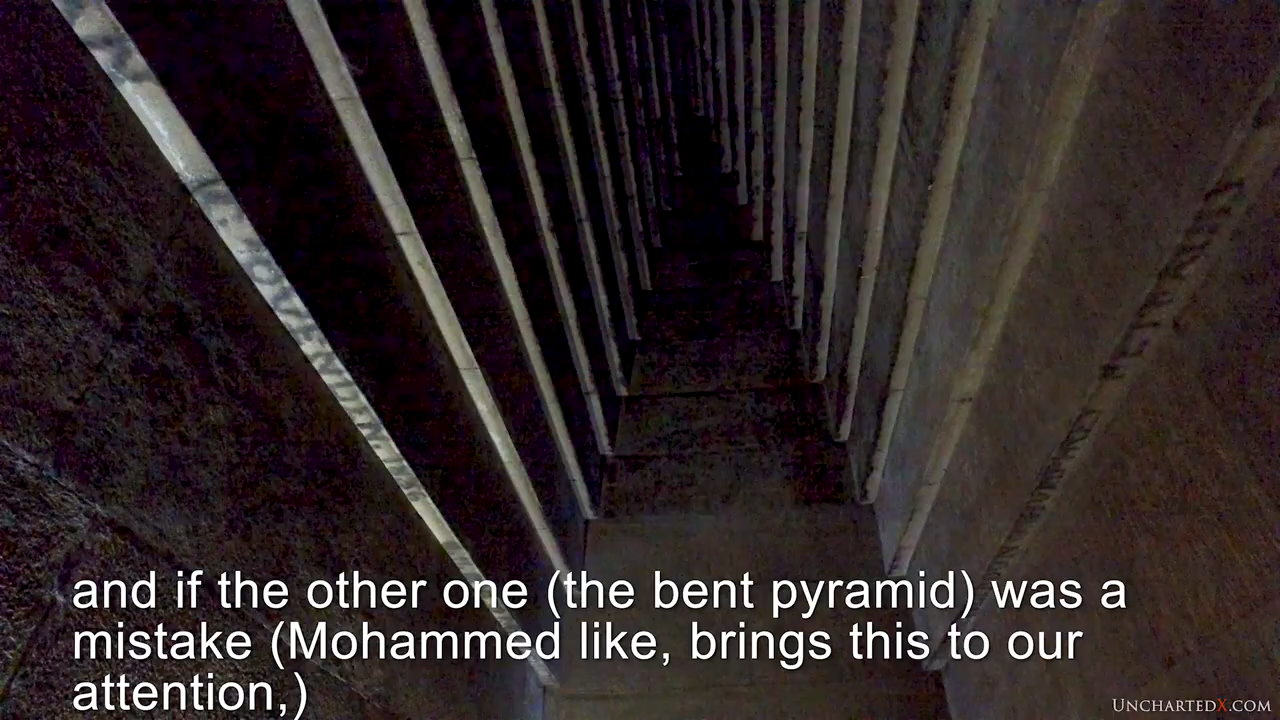 and if the other one (the bent pyramid) was a
mistake (Mohammed like, brings this to our
attention,)
UNCHARTEDX.COM